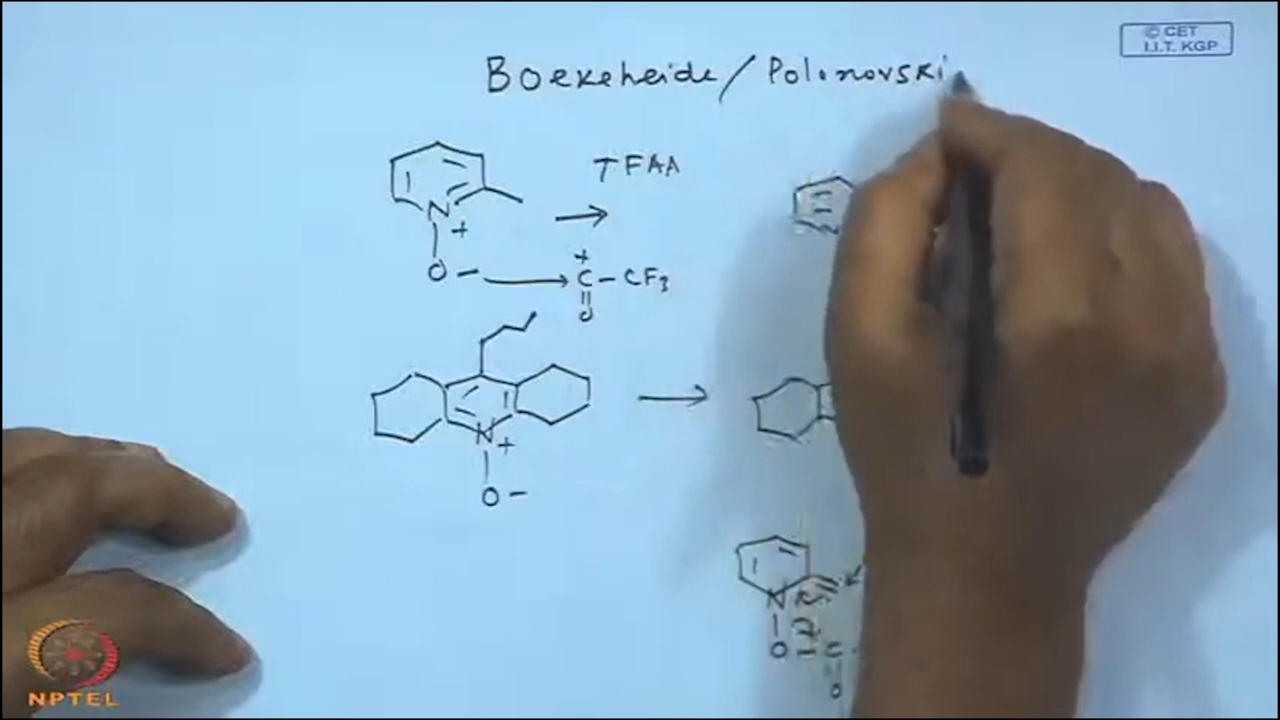 © CET
I.I.T. KGP
Boekeheide/Polonovski
TFAA
N
+
O −
+
C − CF3
O
N
+
O −
N
O
C
O
NPTEL